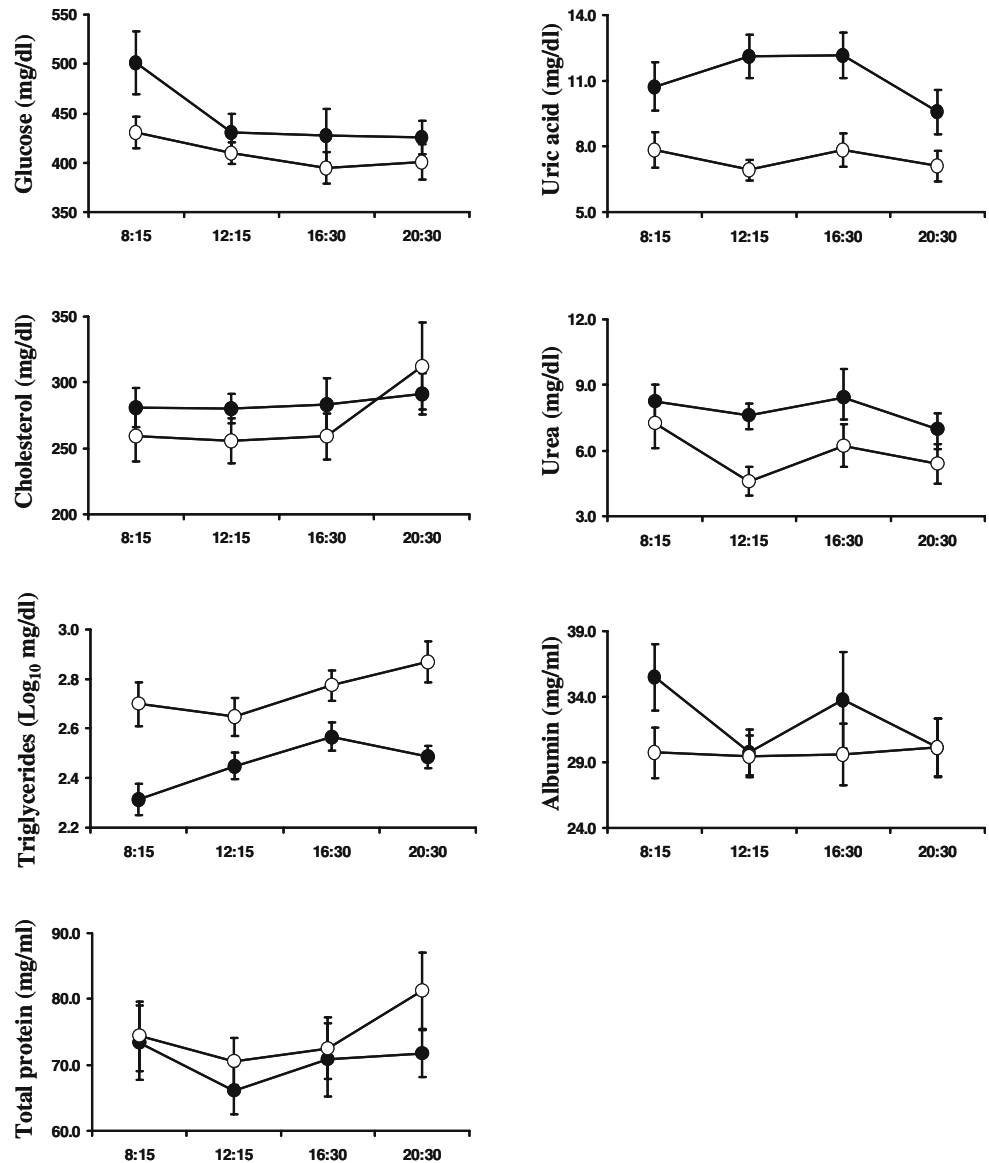 Glucose (mg/dl)
550
500
450
400
350
8:15 12:15 16:30 20:30
Uric acid (mg/dl)
14.0
11.0
8.0
5.0
8:15 12:15 16:30 20:30
Cholesterol (mg/dl)
350
300
250
200
8:15 12:15 16:30 20:30
Urea (mg/dl)
12.0
9.0
6.0
3.0
8:15 12:15 16:30 20:30
Triglycerides (Log₁₀ mg/dl)
3.0
2.8
2.6
2.4
2.2
8:15 12:15 16:30 20:30
Albumin (mg/ml)
39.0
34.0
29.0
24.0
8:15 12:15 16:30 20:30
Total protein (mg/ml)
90.0
80.0
70.0
60.0
8:15 12:15 16:30 20:30